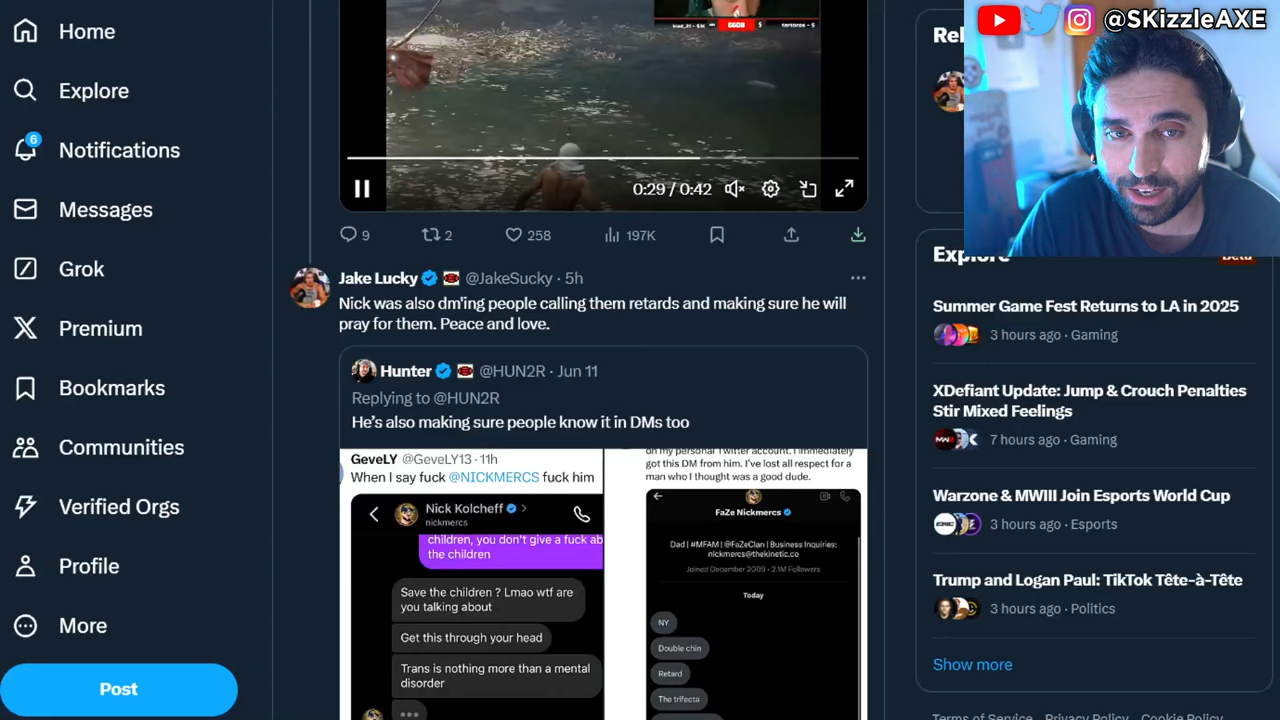 Home
Explore
6
Notifications
Messages
Grok
Premium
Bookmarks
Communities
Verified Orgs
Profile
More
Post
0:29 / 0:42
9
2
258
197K
Jake Lucky @JakeSucky · 5h
Nick was also dm'ing people calling them retards and making sure he will
pray for them. Peace and love.
Hunter @HUN2R · Jun 11
Replying to @HUN2R
He's also making sure people know it in DMs too
GeveLY @GeveLY13 · 11h
When I say fuck @NICKMERCS fuck him
Nick Kolcheff
nickmercs
children, you don't give a fuck ab
the children
Save the children ? Lmao wtf are
you talking about
Get this through your head
Trans is nothing more than a mental
disorder
on my personal Twitter account. I immediately
got this DM from him. I've lost all respect for a
man who I thought was a good dude.
FaZe Nickmercs
Dad | #MFAM | @FaZeClan | Business Inquiries:
nickmercs@thekinetic.co
Joined December 2009 · 2.1M Followers
Today
NY
Double chin
Retard
The trifecta
@SKizzleAXE
Rel
Explore
Beta
Summer Game Fest Returns to LA in 2025
3 hours ago · Gaming
XDefiant Update: Jump & Crouch Penalties
Stir Mixed Feelings
7 hours ago · Gaming
Warzone & MWIII Join Esports World Cup
3 hours ago · Esports
Trump and Logan Paul: TikTok Tête-à-Tête
3 hours ago · Politics
Show more
Terms of Service Privacy Policy Cookie Policy